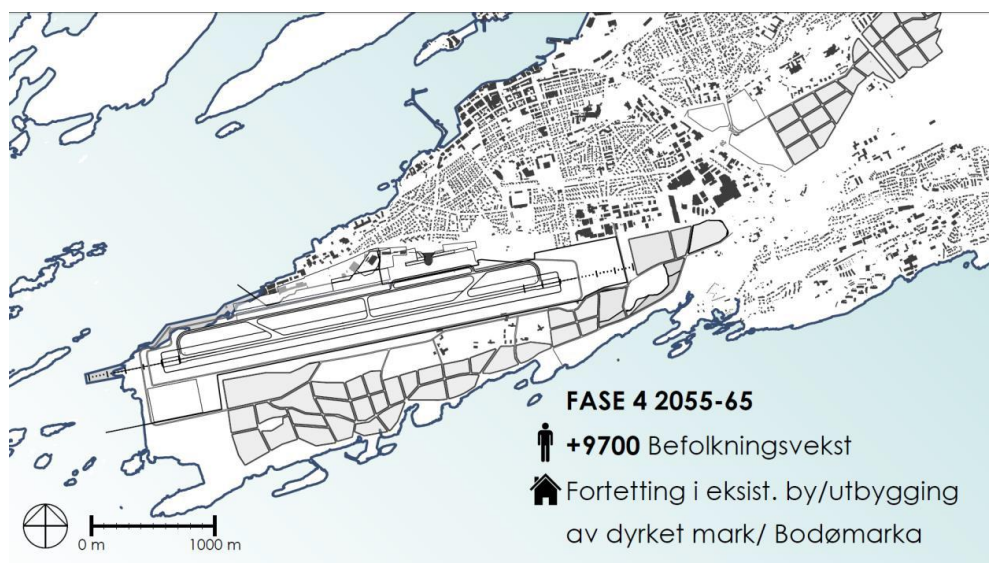 FASE 4 2055-65
+9700 Befolkningsvekst
Fortetting i eksist. by/utbygging
av dyrket mark/ Bodømarka
0 m 1000 m